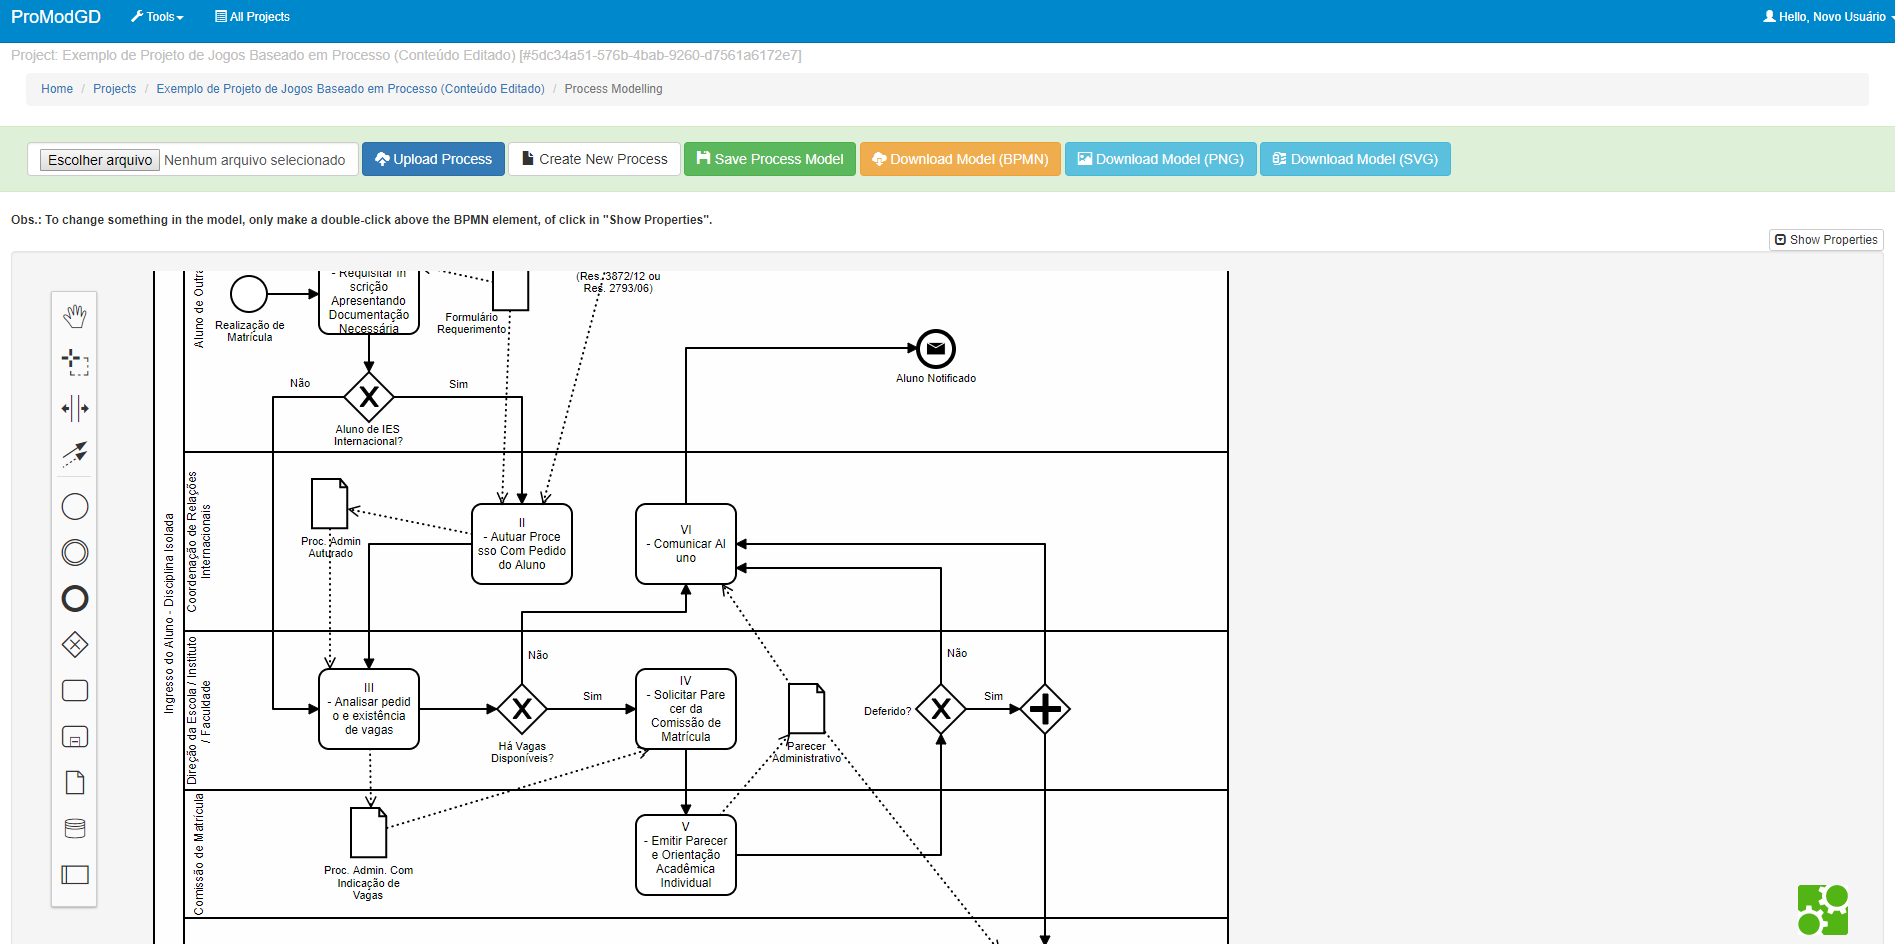 ProModGD
Tools
All Projects
Hello, Novo Usuário
Project: Exemplo de Projeto de Jogos Baseado em Processo (Conteúdo Editado) [#5dc34a51-576b-4bab-9260-d7561a6172e7]
Home / Projects / Exemplo de Projeto de Jogos Baseado em Processo (Conteúdo Editado) / Process Modelling
Escolher arquivo Nenhum arquivo selecionado
Upload Process
Create New Process
Save Process Model
Download Model (BPMN)
Download Model (PNG)
Download Model (SVG)
Obs.: To change something in the model, only make a double-click above the BPMN element, of click in "Show Properties".
Show Properties
Ingresso do Aluno - Disciplina Isolada
Aluno de Outra
Realização de
Matrícula
- Requisitar In
scrição
Apresentando
Documentação
Necessária
Formulário
Requerimento
(Res. 3872/12 ou
Res. 2793/06)
Aluno Notificado
Não
Sim
Aluno de IES
Internacional?
Coordenação de Relações
Internacionais
Proc. Admin
Auturado
II
- Autuar Proce
sso Com Pedido
do Aluno
VI
- Comunicar Al
uno
Direção da Escola / Instituto
/ Faculdade
III
- Analisar pedid
o e existência
de vagas
Não
Sim
Há Vagas
Disponíveis?
IV
- Solicitar Pare
cer da
Comissão de
Matrícula
Parecer
Administrativo
Deferido?
Não
Sim
Comissão de Matrícula
Proc. Admin. Com
Indicação de
Vagas
V
- Emitir Parecer
e Orientação
Acadêmica
Individual